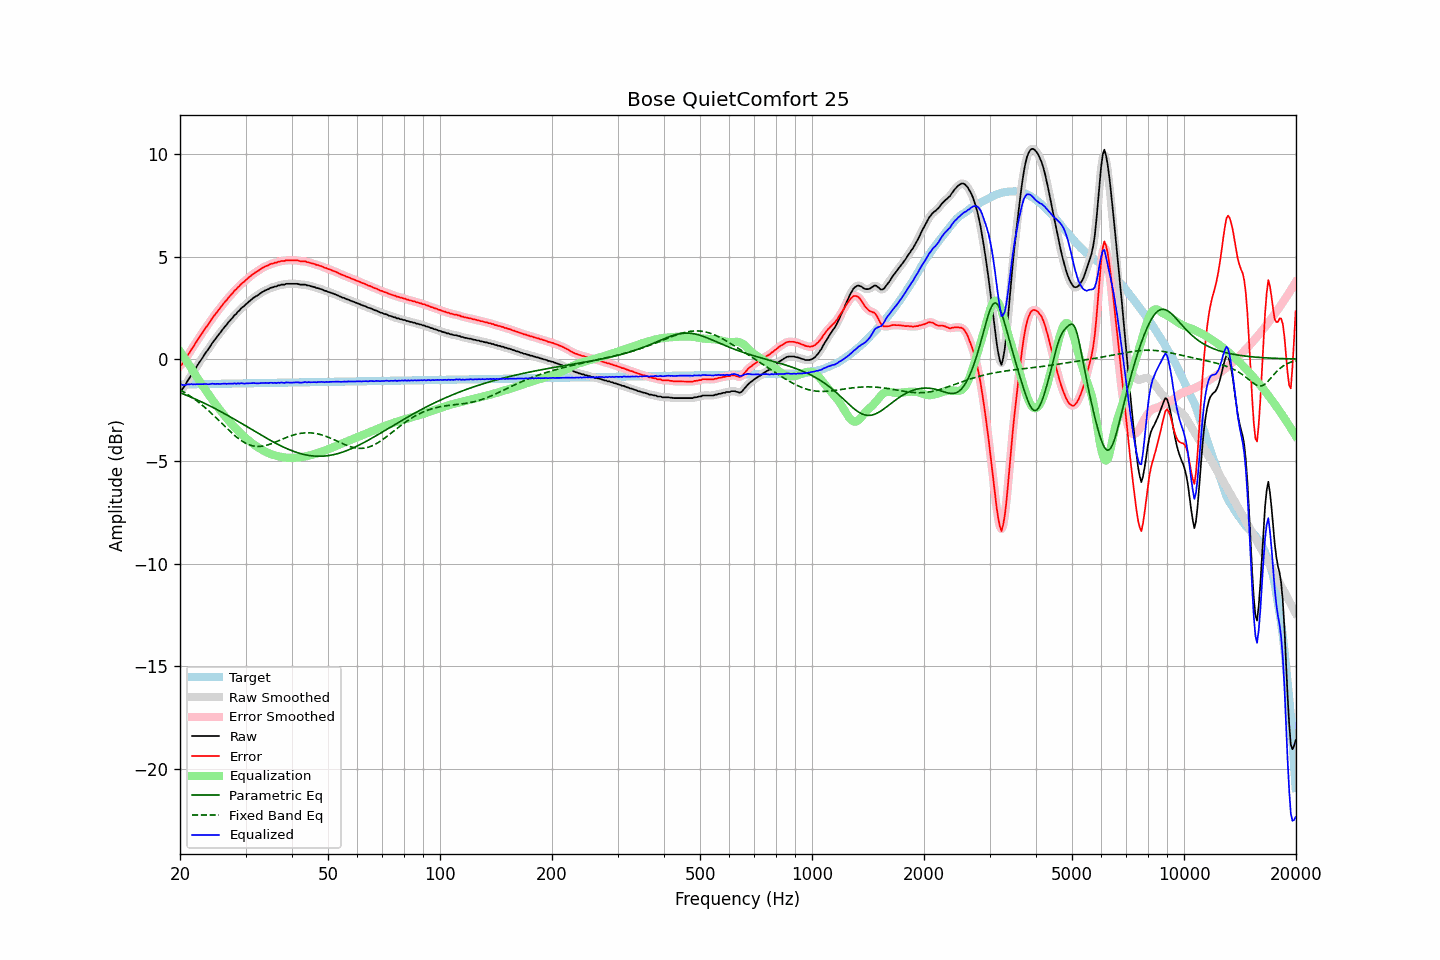 Bose QuietComfort 25
Amplitude (dBr)
10
5
0
−5
−10
−15
−20
Target
Raw Smoothed
Error Smoothed
Raw
Error
Equalization
Parametric Eq
Fixed Band Eq
Equalized
20 50 100 200 500 1000 2000 5000 10000 20000
Frequency (Hz)